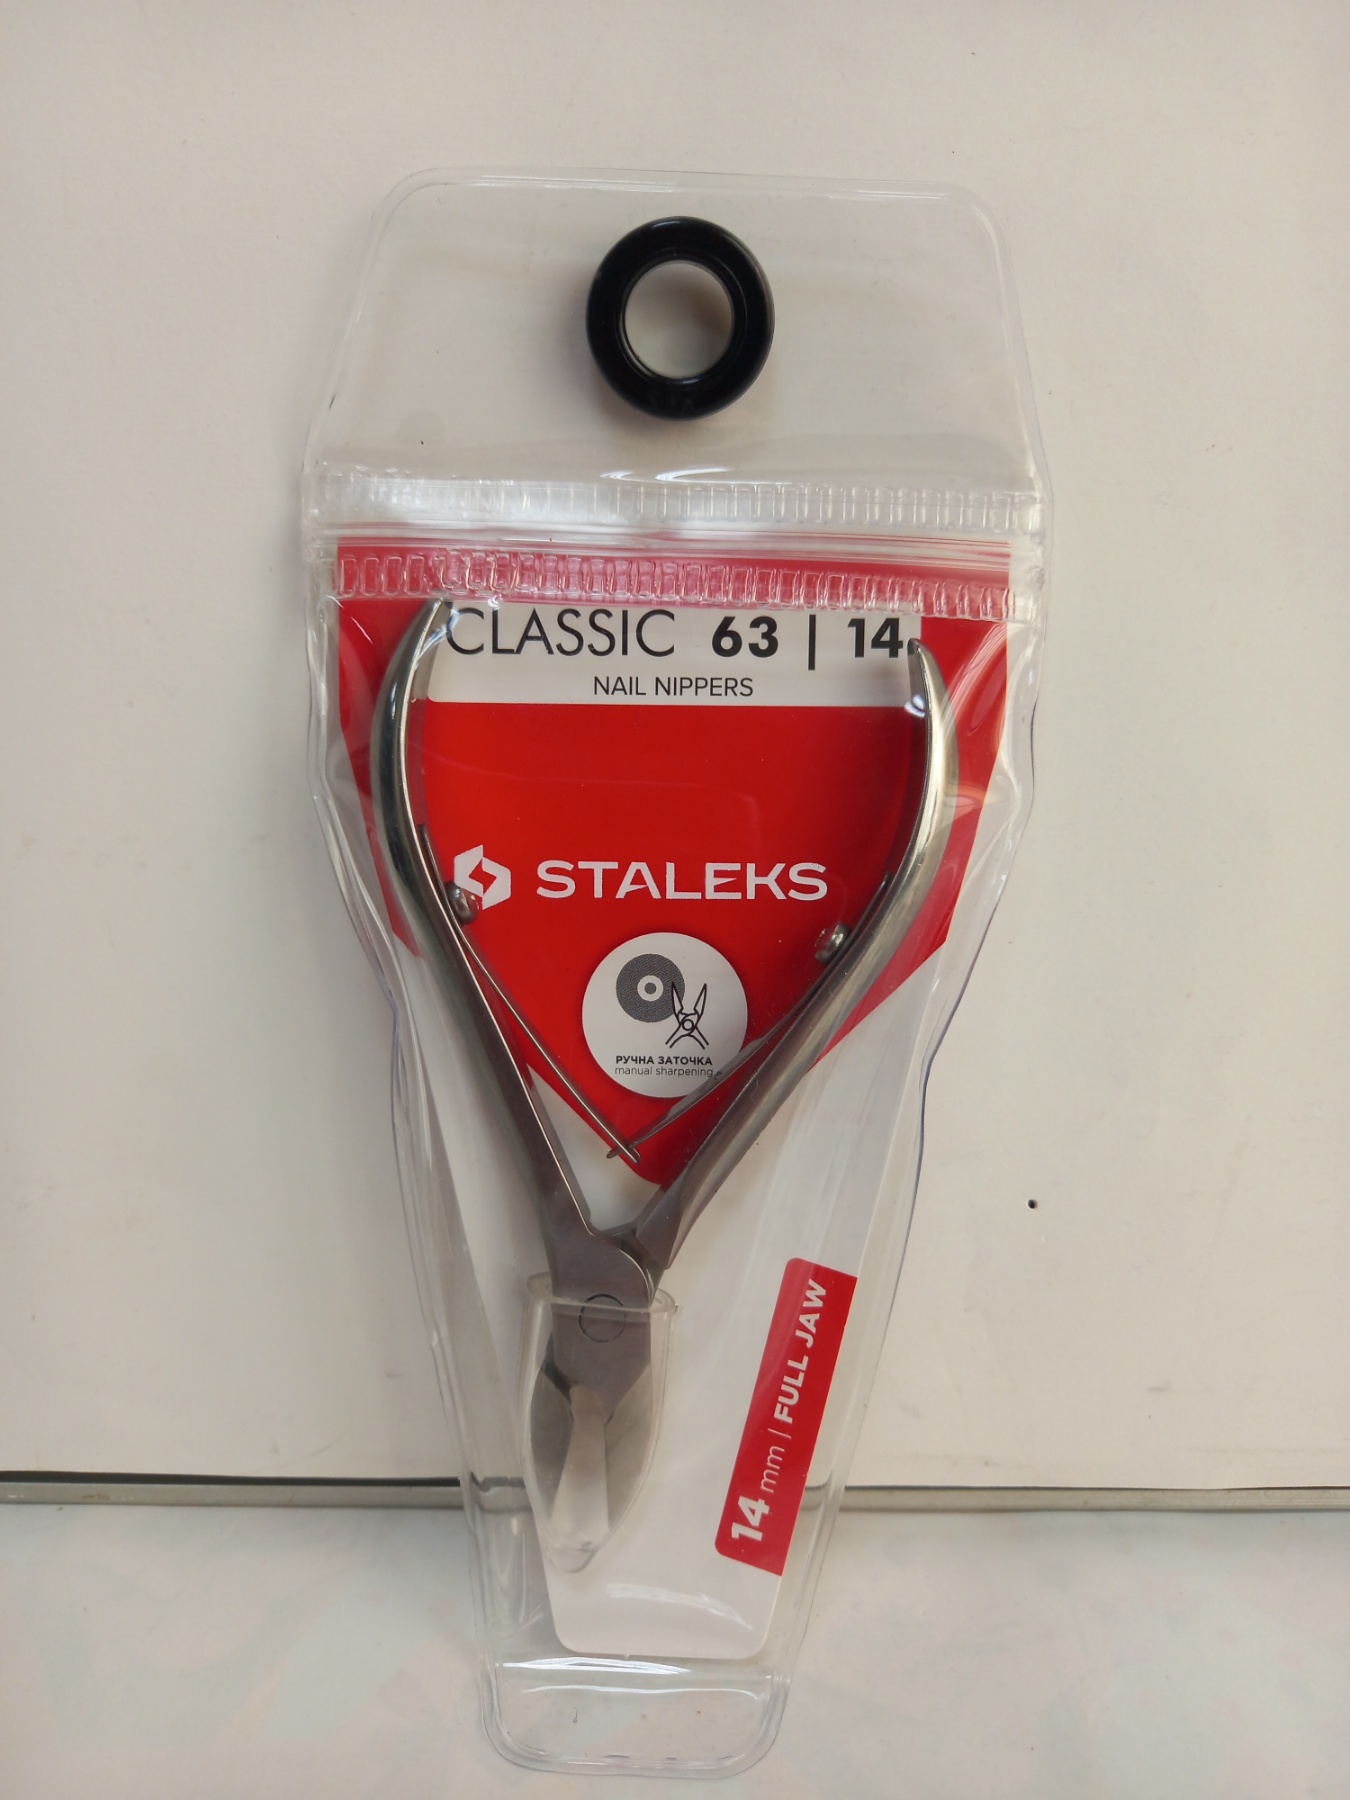 CLASSIC 63 | 14
NAIL NIPPERS
STALEKS
РУЧНА ЗАТОЧКА
manual sharpening
14 mm | FULL JAW